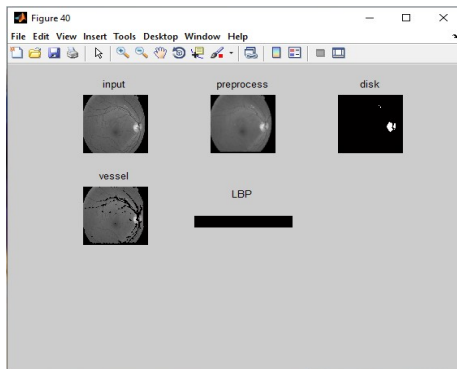 Figure 40
File Edit View Insert Tools Desktop Window Help
input preprocess disk
vessel LBP